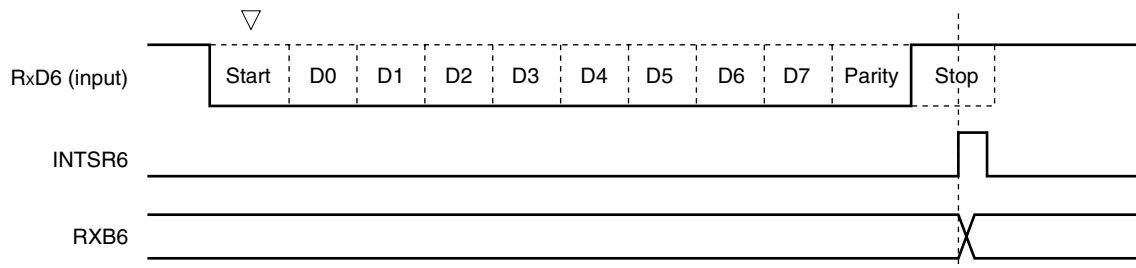 RxD6 (input) Start D0 D1 D2 D3 D4 D5 D6 D7 Parity Stop
INTSR6
RXB6